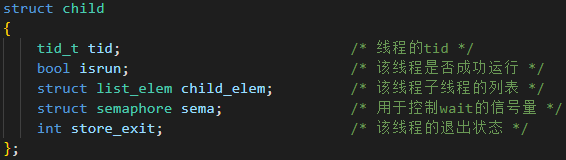 struct child
{
    tid_t tid;                          /* 线程的tid */
    bool isrun;                         /* 该线程是否成功运行 */
    struct list_elem child_elem;        /* 该线程子线程的列表 */
    struct semaphore sema;              /* 用于控制wait的信号量 */
    int store_exit;                     /* 该线程的退出状态 */
};